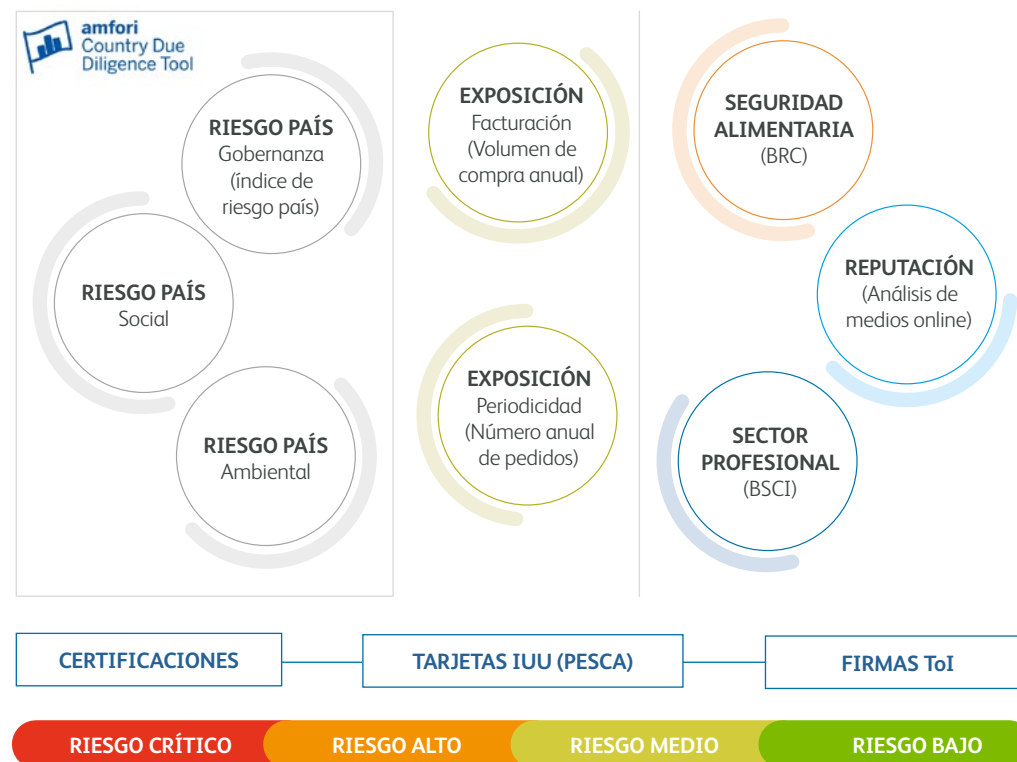 amfori
Country Due
Diligence Tool
RIESGO PAÍS
Gobernanza
(índice de
riesgo país)
RIESGO PAÍS
Social
RIESGO PAÍS
Ambiental
EXPOSICIÓN
Facturación
(Volumen de
compra anual)
EXPOSICIÓN
Periodicidad
(Número anual
de pedidos)
SEGURIDAD
ALIMENTARIA
(BRC)
REPUTACIÓN
(Análisis de
medios online)
SECTOR
PROFESIONAL
(BSCI)
CERTIFICACIONES
TARJETAS IUU (PESCA)
FIRMAS ToI
RIESGO CRÍTICO
RIESGO ALTO
RIESGO MEDIO
RIESGO BAJO